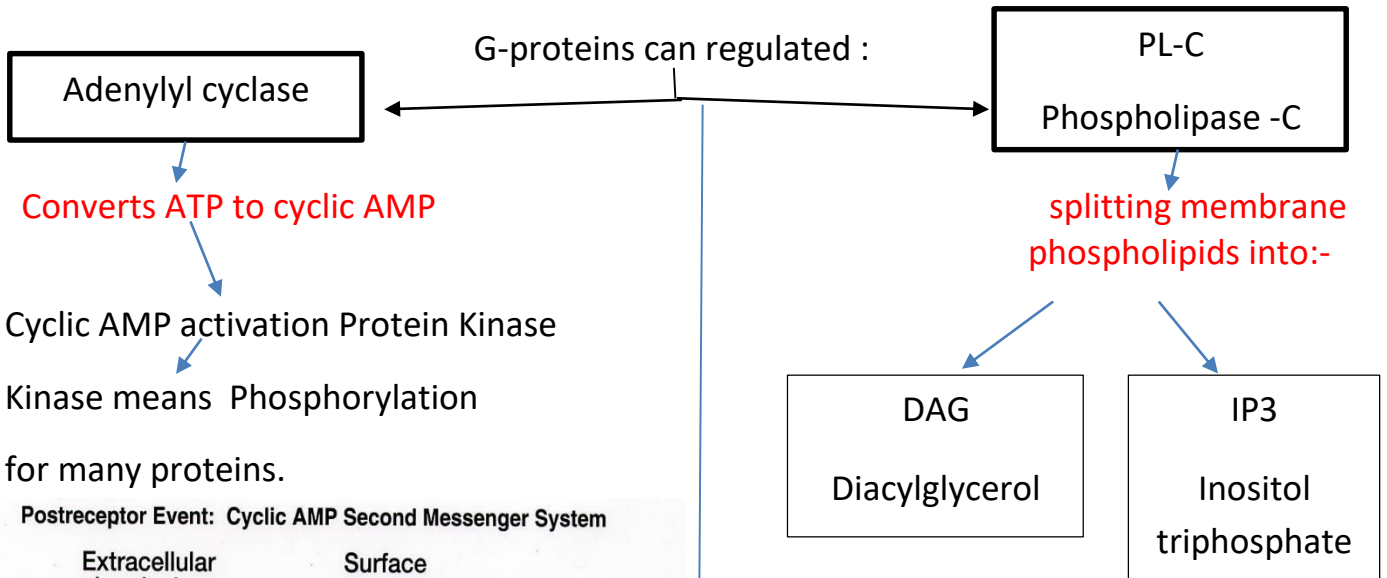 G-proteins can regulated :
Adenylyl cyclase
Converts ATP to cyclic AMP
Cyclic AMP activation Protein Kinase
Kinase means Phosphorylation
for many proteins.
Postreceptor Event: Cyclic AMP Second Messenger System
Extracellular
Surface
PL-C
Phospholipase -C
splitting membrane
phospholipids into:-
DAG
Diacylglycerol
IP3
Inositol
triphosphate